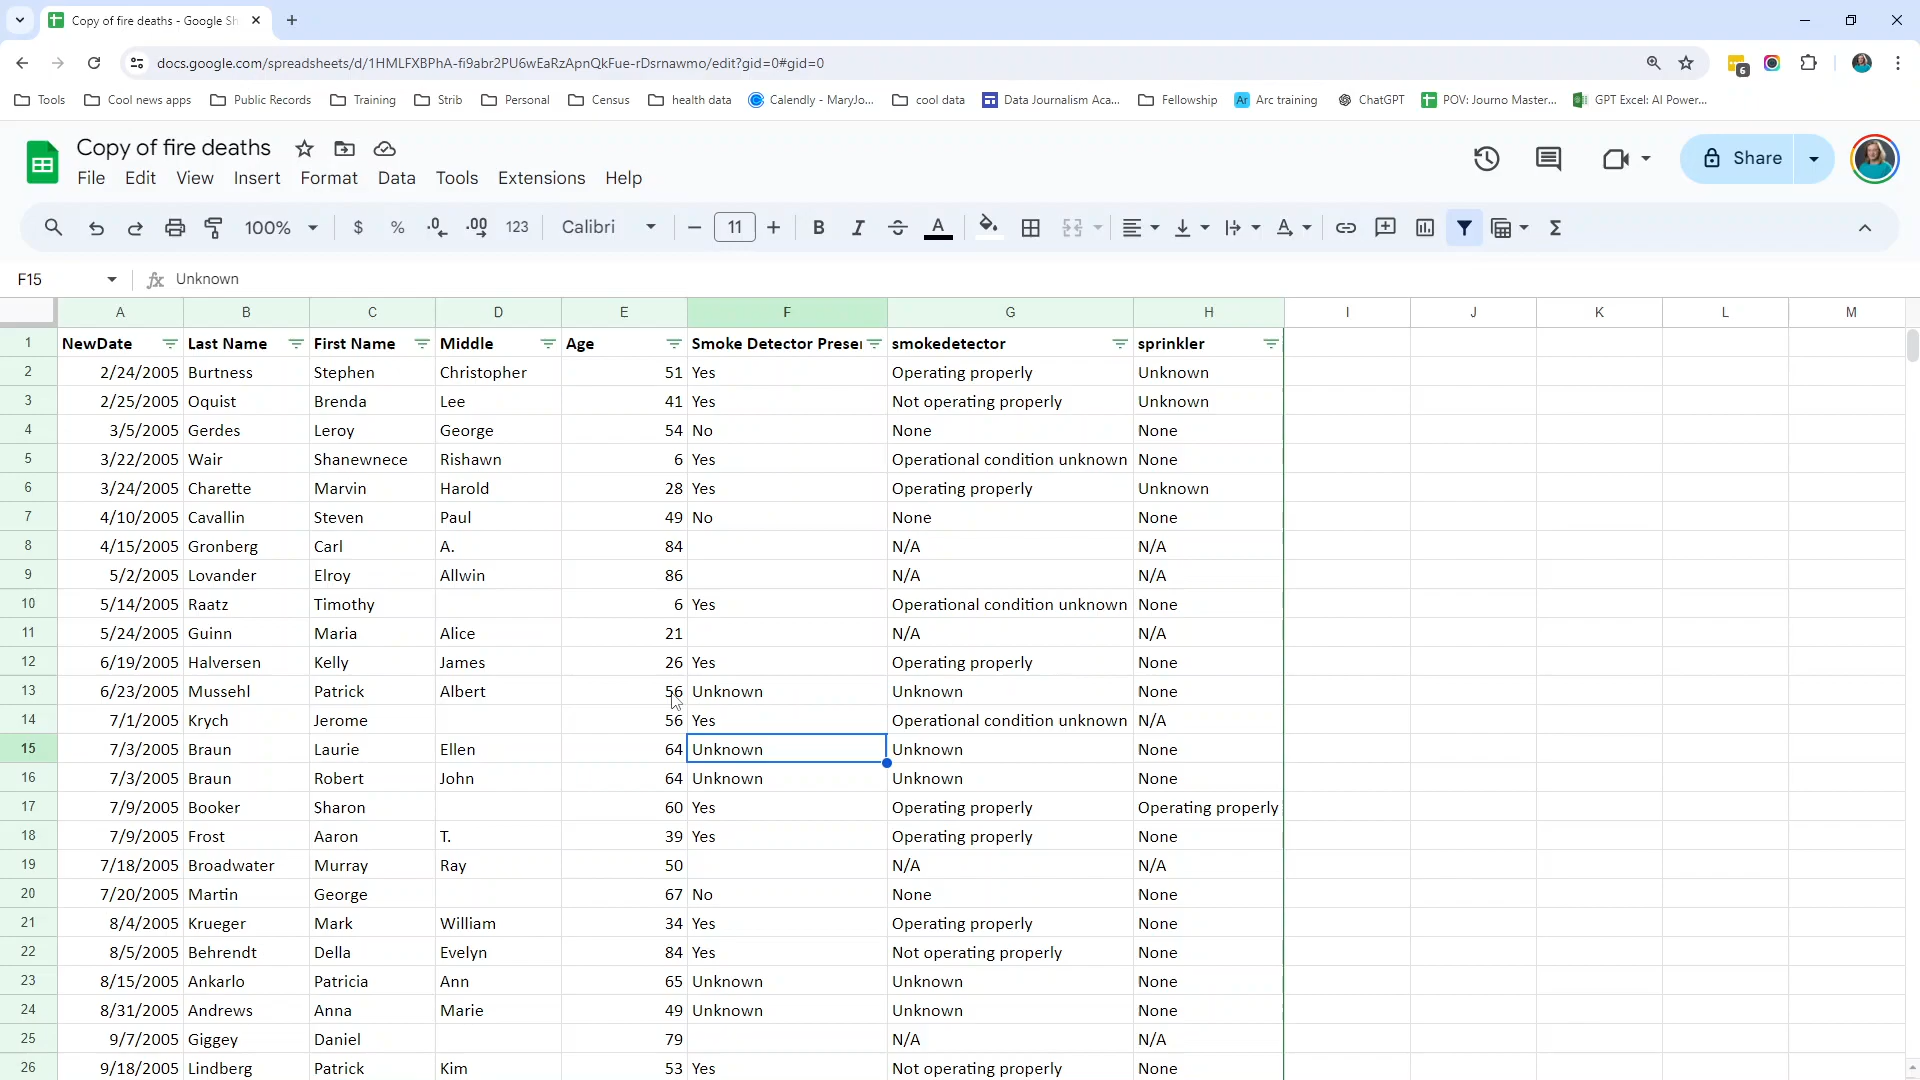 Copy of fire deaths - Google Sh
docs.google.com/spreadsheets/d/1HMLFXBPhA-fi9abr2PU6wEaRzApnQkFue-rDsrnawmo/edit?gid=0#gid=0
6
Tools Cool news apps Public Records Training Strib Personal Census health data Calendly - MaryJo... cool data Data Journalism Aca... Fellowship Ar Arc training ChatGPT POV: Journo Master... GPT Excel: AI Power...
Copy of fire deaths
Share
File Edit View Insert Format Data Tools Extensions Help
100% $ % .0 .00 123 Calibri 11 B I A A Σ
F15 fx Unknown
A B C D E F G H I J K L M
1 NewDate Last Name First Name Middle Age Smoke Detector Preser smokedetector sprinkler
2 2/24/2005 Burtness Stephen Christopher 51 Yes Operating properly Unknown
3 2/25/2005 Oquist Brenda Lee 41 Yes Not operating properly Unknown
4 3/5/2005 Gerdes Leroy George 54 No None None
5 3/22/2005 Wair Shanewnece Rishawn 6 Yes Operational condition unknown None
6 3/24/2005 Charette Marvin Harold 28 Yes Operating properly Unknown
7 4/10/2005 Cavallin Steven Paul 49 No None None
8 4/15/2005 Gronberg Carl A. 84 N/A N/A
9 5/2/2005 Lovander Elroy Allwin 86 N/A N/A
10 5/14/2005 Raatz Timothy 6 Yes Operational condition unknown None
11 5/24/2005 Guinn Maria Alice 21 N/A N/A
12 6/19/2005 Halversen Kelly James 26 Yes Operating properly None
13 6/23/2005 Mussehl Patrick Albert 56 Unknown Unknown None
14 7/1/2005 Krych Jerome 56 Yes Operational condition unknown N/A
15 7/3/2005 Braun Laurie Ellen 64 Unknown Unknown None
16 7/3/2005 Braun Robert John 64 Unknown Unknown None
17 7/9/2005 Booker Sharon 60 Yes Operating properly Operating properly
18 7/9/2005 Frost Aaron T. 39 Yes Operating properly None
19 7/18/2005 Broadwater Murray Ray 50 N/A N/A
20 7/20/2005 Martin George 67 No None None
21 8/4/2005 Krueger Mark William 34 Yes Operating properly None
22 8/5/2005 Behrendt Della Evelyn 84 Yes Not operating properly None
23 8/15/2005 Ankarlo Patricia Ann 65 Unknown Unknown None
24 8/31/2005 Andrews Anna Marie 49 Unknown Unknown None
25 9/7/2005 Giggey Daniel 79 N/A N/A
26 9/18/2005 Lindberg Patrick Kim 53 Yes Not operating properly None